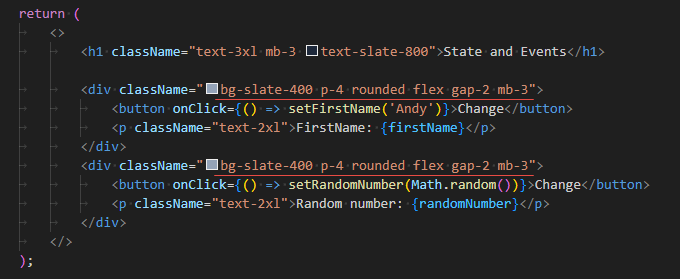 return (
<>
<h1 className="text-3xl mb-3 text-slate-800">State and Events</h1>
<div className="bg-slate-400 p-4 rounded flex gap-2 mb-3">
<button onClick={() => setFirstName('Andy')}>Change</button>
<p className="text-2xl">FirstName: {firstName}</p>
</div>
<div className="bg-slate-400 p-4 rounded flex gap-2 mb-3">
<button onClick={() => setRandomNumber(Math.random())}>Change</button>
<p className="text-2xl">Random number: {randomNumber}</p>
</div>
</>
);